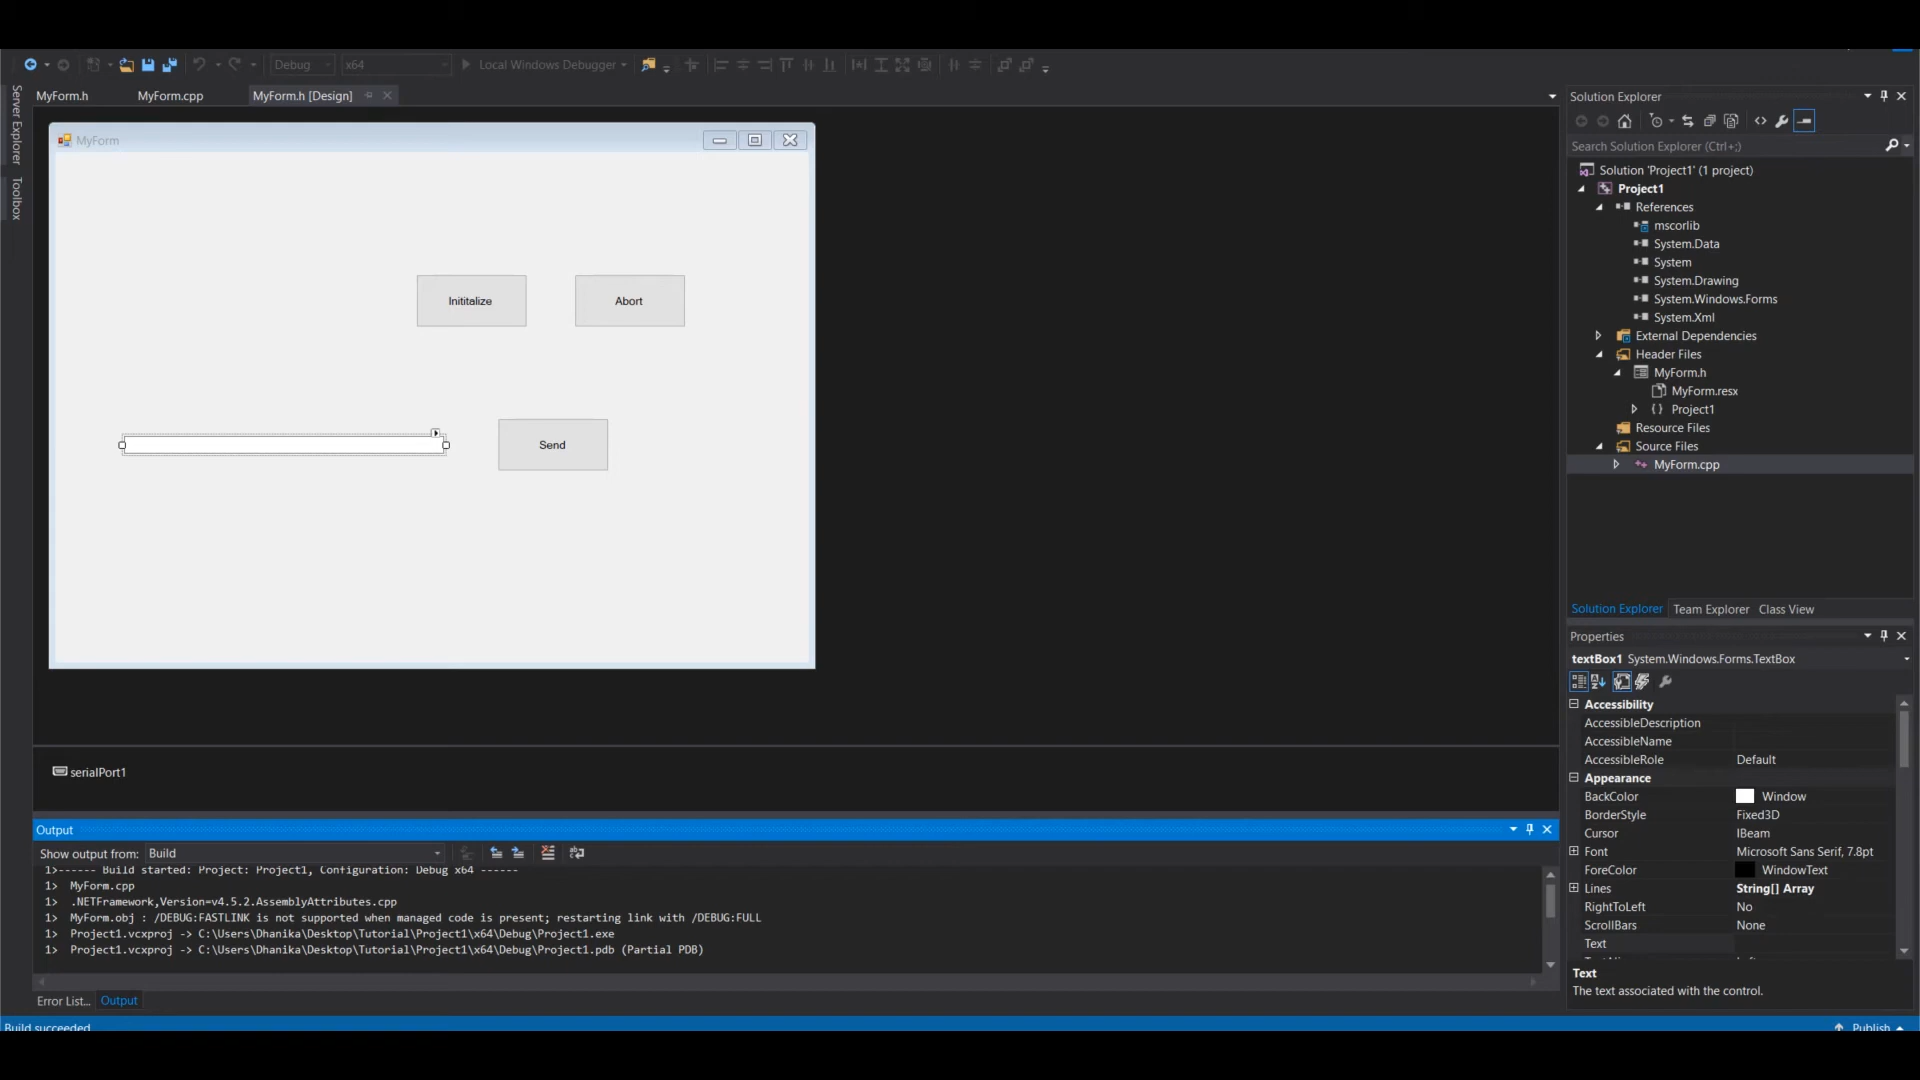 Debug
x64
Local Windows Debugger
MyForm.h
MyForm.cpp
MyForm.h [Design]
Server Explorer
Toolbox
MyForm
Inititalize
Abort
Send
serialPort1
Output
Show output from:
Build
1>------ Build started: Project: Project1, Configuration: Debug x64 ------
1> MyForm.cpp
1> .NETFramework,Version=v4.5.2.AssemblyAttributes.cpp
1> MyForm.obj : /DEBUG:FASTLINK is not supported when managed code is present; restarting link with /DEBUG:FULL
1> Project1.vcxproj -> C:\Users\Dhanika\Desktop\Tutorial\Project1\x64\Debug\Project1.exe
1> Project1.vcxproj -> C:\Users\Dhanika\Desktop\Tutorial\Project1\x64\Debug\Project1.pdb (Partial PDB)
Error List...
Output
Build succeeded
Solution Explorer
Search Solution Explorer (Ctrl+;)
Solution 'Project1' (1 project)
Project1
References
mscorlib
System.Data
System
System.Drawing
System.Windows.Forms
System.Xml
External Dependencies
Header Files
MyForm.h
MyForm.resx
Project1
Resource Files
Source Files
MyForm.cpp
Solution Explorer
Team Explorer
Class View
Properties
textBox1 System.Windows.Forms.TextBox
Accessibility
AccessibleDescription
AccessibleName
AccessibleRole Default
Appearance
BackColor Window
BorderStyle Fixed3D
Cursor IBeam
Font Microsoft Sans Serif, 7.8pt
ForeColor WindowText
Lines String[] Array
RightToLeft No
ScrollBars None
Text
Text
The text associated with the control.
Publish